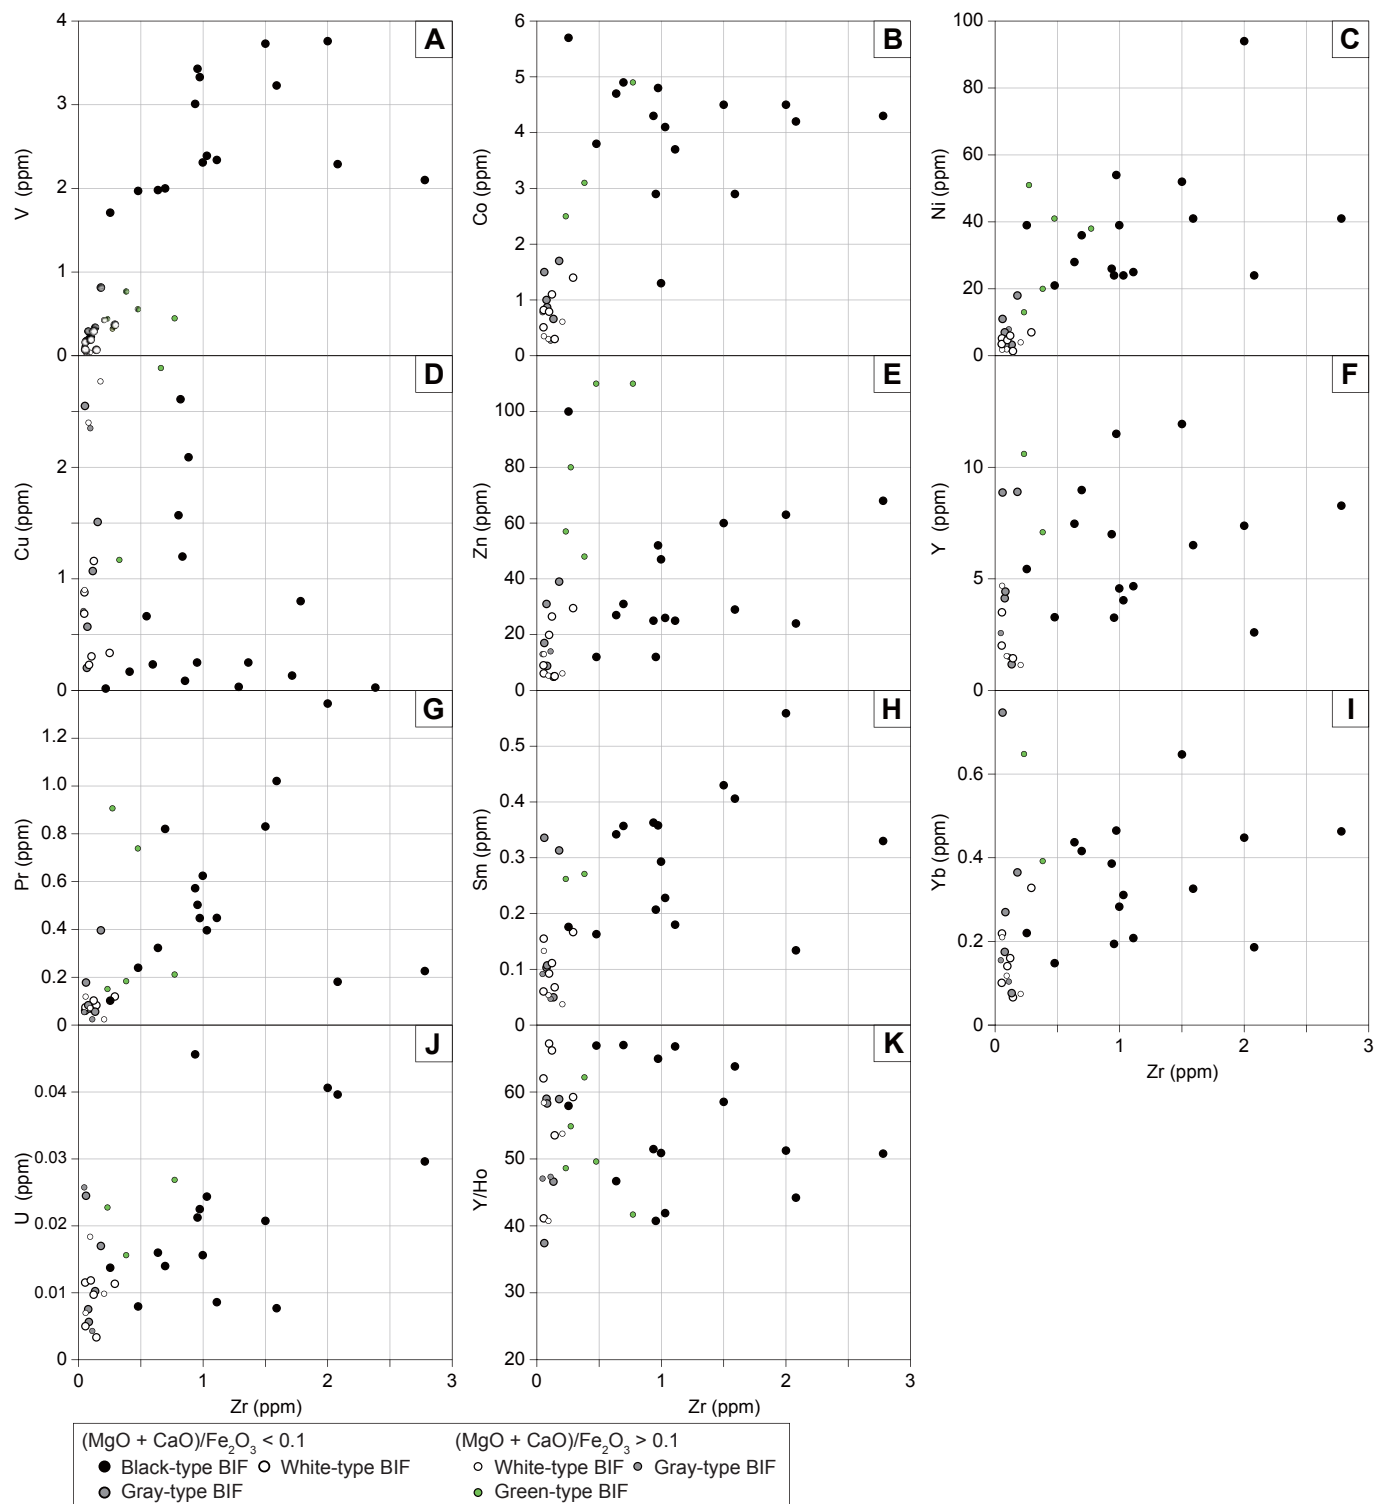 A
B
C
V (ppm)
4
3
2
1
0
Co (ppm)
6
5
4
3
2
1
0
Ni (ppm)
100
80
60
40
20
0
D
E
F
Cu (ppm)
2
1
0
Zn (ppm)
100
80
60
40
20
0
Y (ppm)
10
5
0
G
H
I
Pr (ppm)
1.2
1.0
0.8
0.6
0.4
0.2
0
Sm (ppm)
0.5
0.4
0.3
0.2
0.1
0
Yb (ppm)
0.6
0.4
0.2
0
0 1 2 3
Zr (ppm)
J
K
U (ppm)
0.04
0.03
0.02
0.01
0
Y/Ho
60
50
40
30
20
0 1 2 3
Zr (ppm)
0 1 2 3
Zr (ppm)
(MgO + CaO)/Fe₂O₃ < 0.1 (MgO + CaO)/Fe₂O₃ > 0.1
Black-type BIF White-type BIF White-type BIF Gray-type BIF
Gray-type BIF Green-type BIF